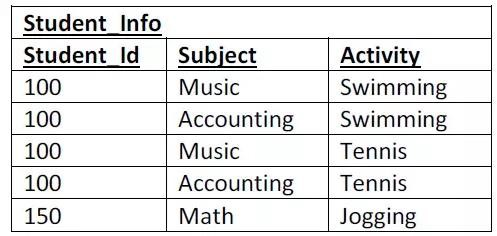 Student_Info
Student_Id Subject Activity
100 Music Swimming
100 Accounting Swimming
100 Music Tennis
100 Accounting Tennis
150 Math Jogging